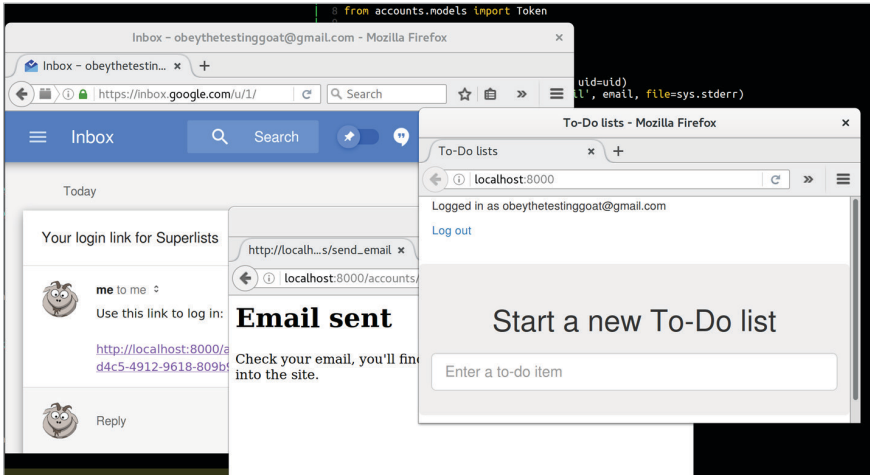 8 from accounts.models import Token
Inbox – obeythetestinggoat@gmail.com - Mozilla Firefox
Inbox – obeythetestin...
https://inbox.google.com/u/1/
Search
Inbox
Search
Today
Your login link for Superlists
me to me
Use this link to log in:
http://localhost:8000/a
d4c5-4912-9618-809b9
Reply
uid=uid)
il', email, file=sys.stderr)
http://localh...s/send_email
localhost:8000/accounts/
Email sent
Check your email, you'll find
into the site.
To-Do lists - Mozilla Firefox
To-Do lists
localhost:8000
Logged in as obeythetestinggoat@gmail.com
Log out
Start a new To-Do list
Enter a to-do item